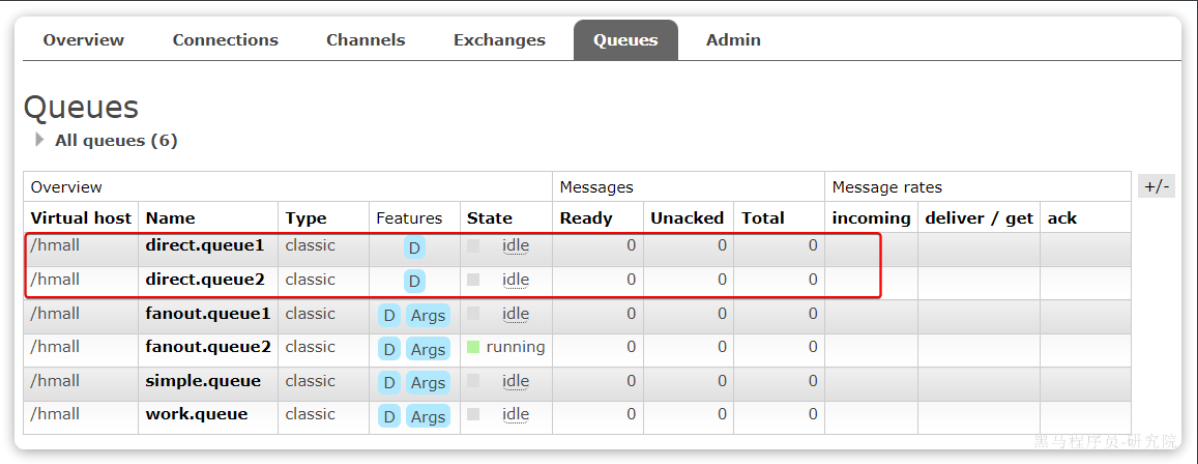 Overview Connections Channels Exchanges Queues Admin
Queues
All queues (6)
Overview Messages Message rates +/-
Virtual host Name Type Features State Ready Unacked Total incoming deliver / get ack
/hmall direct.queue1 classic D idle 0 0 0
/hmall direct.queue2 classic D idle 0 0 0
/hmall fanout.queue1 classic D Args idle 0 0 0
/hmall fanout.queue2 classic D Args running 0 0 0
/hmall simple.queue classic D Args idle 0 0 0
/hmall work.queue classic D Args idle 0 0 0
黑马程序员-研究院